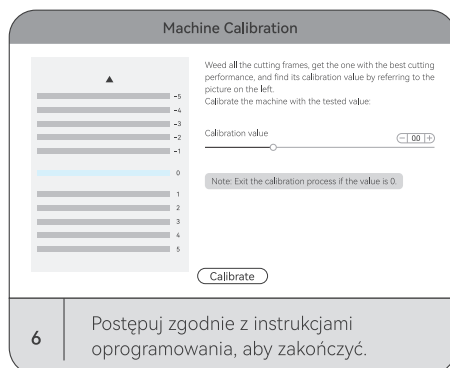 Machine Calibration
Weed all the cutting frames, get the one with the best cutting
performance, and find its calibration value by referring to the
picture on the left.
Calibrate the machine with the tested value:
Calibration value
00
Note: Exit the calibration process if the value is 0.
-5
-4
-3
-2
-1
0
1
2
3
4
5
Calibrate
6
Postępuj zgodnie z instrukcjami
oprogramowania, aby zakończyć.